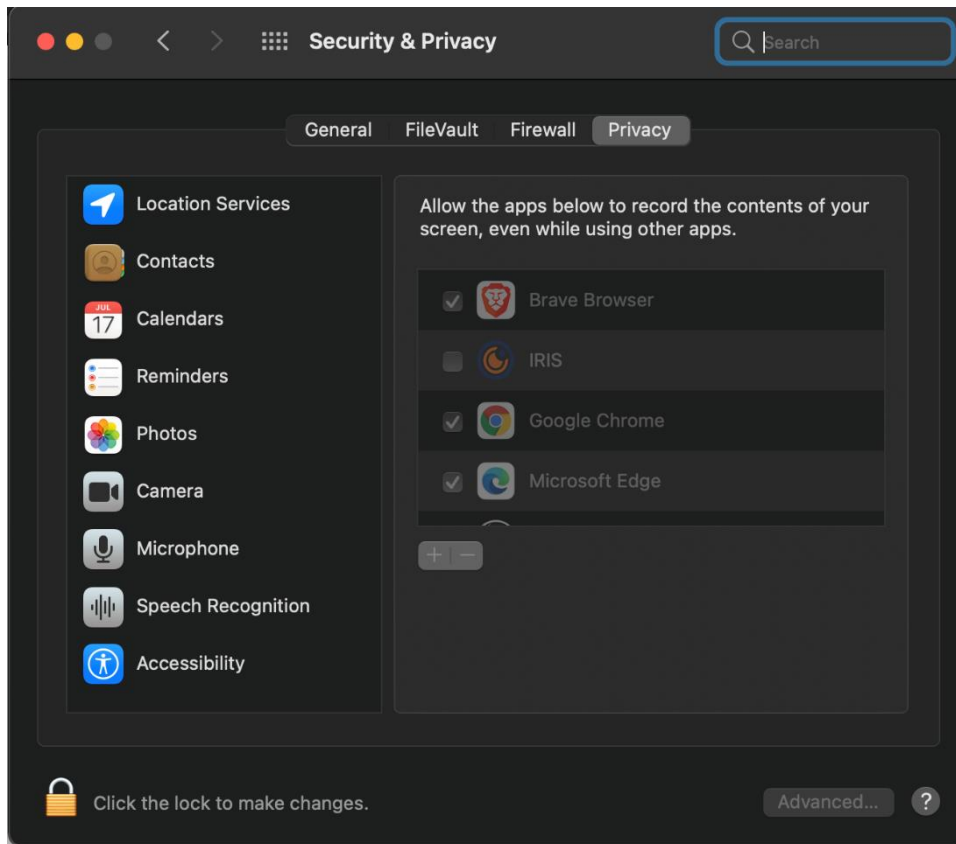 Security & Privacy
Search
General FileVault Firewall Privacy
Location Services
Contacts
JUL
17
Calendars
Reminders
Photos
Camera
Microphone
Speech Recognition
Accessibility
Allow the apps below to record the contents of your
screen, even while using other apps.
Brave Browser
IRIS
Google Chrome
Microsoft Edge
+ −
Click the lock to make changes.
Advanced...
?